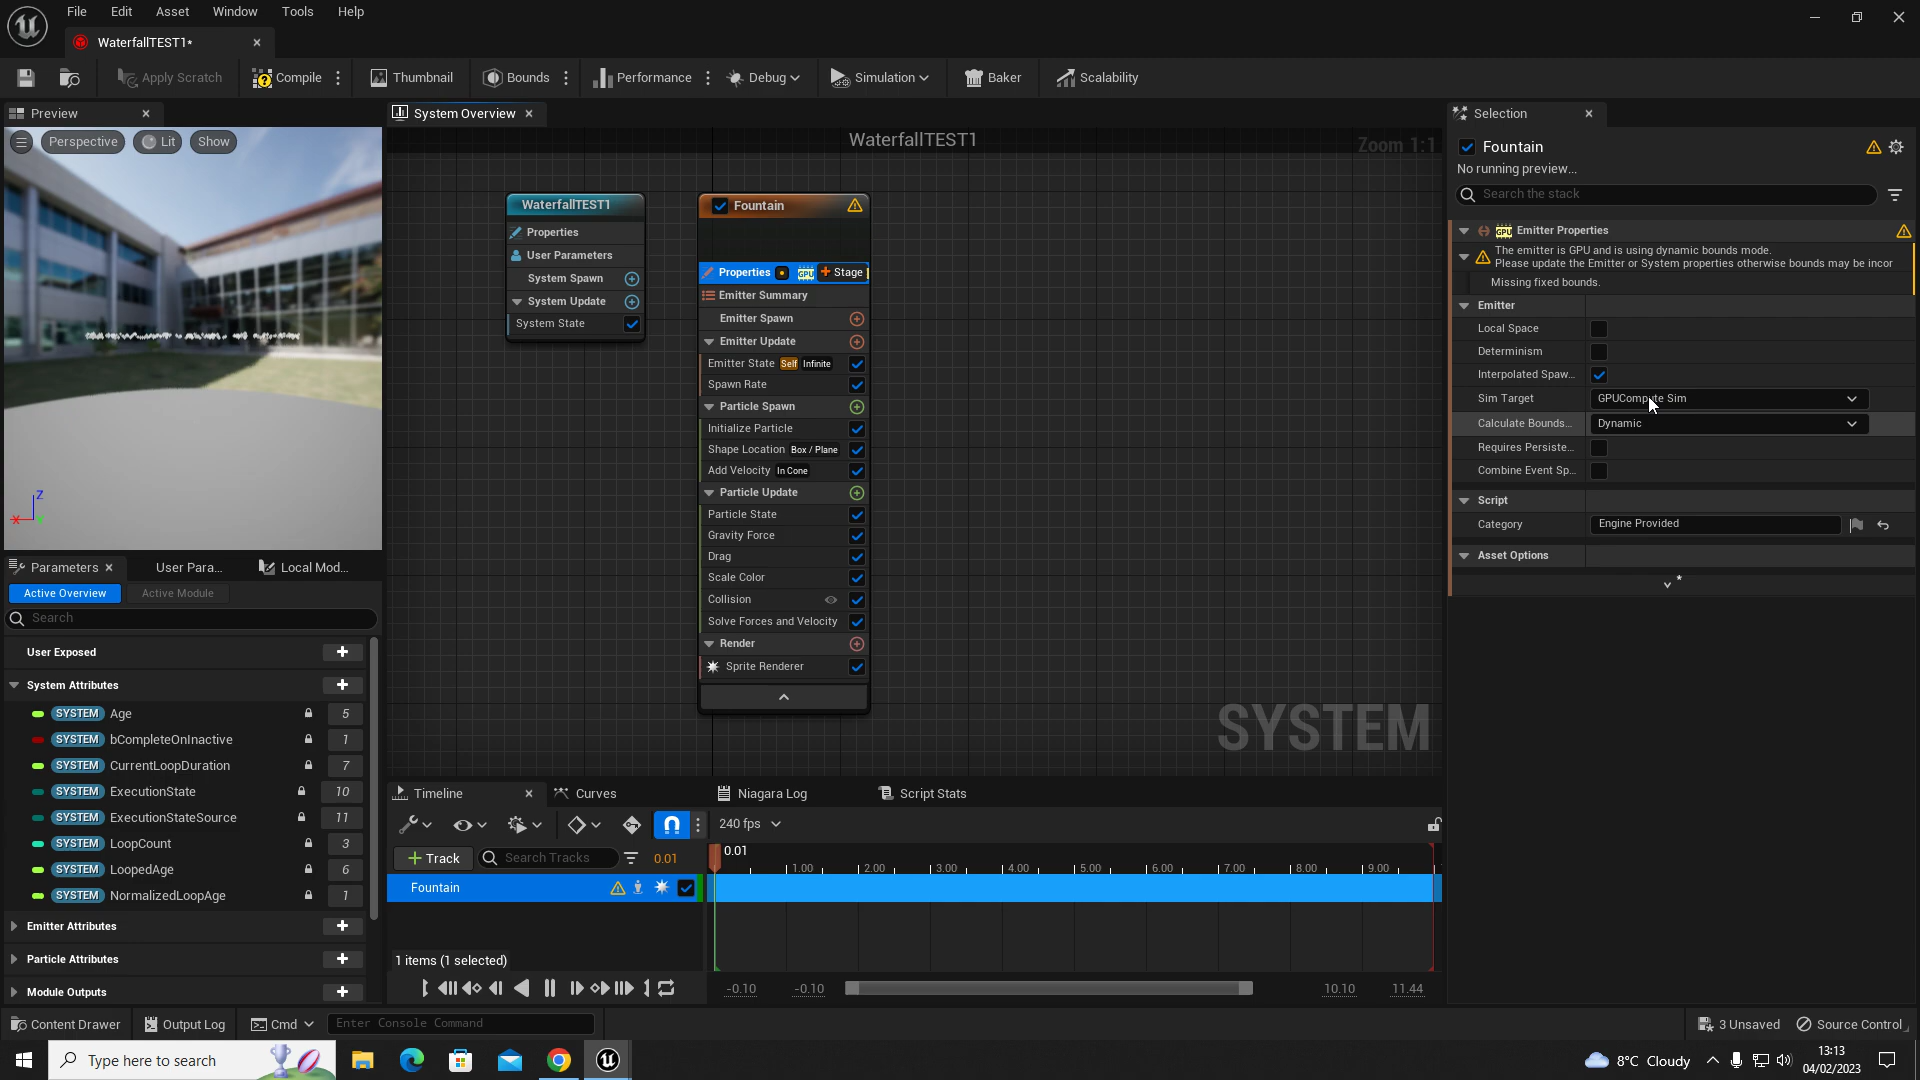 File Edit Asset Window Tools Help
WaterfallTEST1*
Apply Scratch Compile Thumbnail Bounds Performance Debug Simulation Baker Scalability
Preview
System Overview
Selection
Perspective Lit Show
WaterfallTEST1
Zoom 1:1
Fountain
No running preview...
Search the stack
WaterfallTEST1
Properties
User Parameters
System Spawn
System Update
System State
Fountain
Properties GPU Stage
Emitter Summary
Emitter Spawn
Emitter Update
Emitter State Self Infinite
Spawn Rate
Particle Spawn
Initialize Particle
Shape Location Box / Plane
Add Velocity In Cone
Particle Update
Particle State
Gravity Force
Drag
Scale Color
Collision
Solve Forces and Velocity
Render
Sprite Renderer
SYSTEM
GPU Emitter Properties
The emitter is GPU and is using dynamic bounds mode.
Please update the Emitter or System properties otherwise bounds may be incor
Missing fixed bounds.
Emitter
Local Space
Determinism
Interpolated Spaw...
Sim Target GPUCompute Sim
Calculate Bounds... Dynamic
Requires Persiste...
Combine Event Sp...
Script
Category Engine Provided
Asset Options
Z
X
Parameters User Para... Local Mod...
Active Overview Active Module
Search
User Exposed
System Attributes
SYSTEM Age 5
SYSTEM bCompleteOnInactive 1
SYSTEM CurrentLoopDuration 7
SYSTEM ExecutionState 10
SYSTEM ExecutionStateSource 11
SYSTEM LoopCount 3
SYSTEM LoopedAge 6
SYSTEM NormalizedLoopAge 1
Emitter Attributes
Particle Attributes
Module Outputs
Timeline Curves Niagara Log Script Stats
240 fps
Track Search Tracks 0.01
0.01
1.00 2.00 3.00 4.00 5.00 6.00 7.00 8.00 9.00
Fountain
1 items (1 selected)
-0.10 -0.10 10.10 11.44
Content Drawer Output Log Cmd Enter Console Command
3 Unsaved Source Control
Type here to search
8°C Cloudy
13:13
04/02/2023